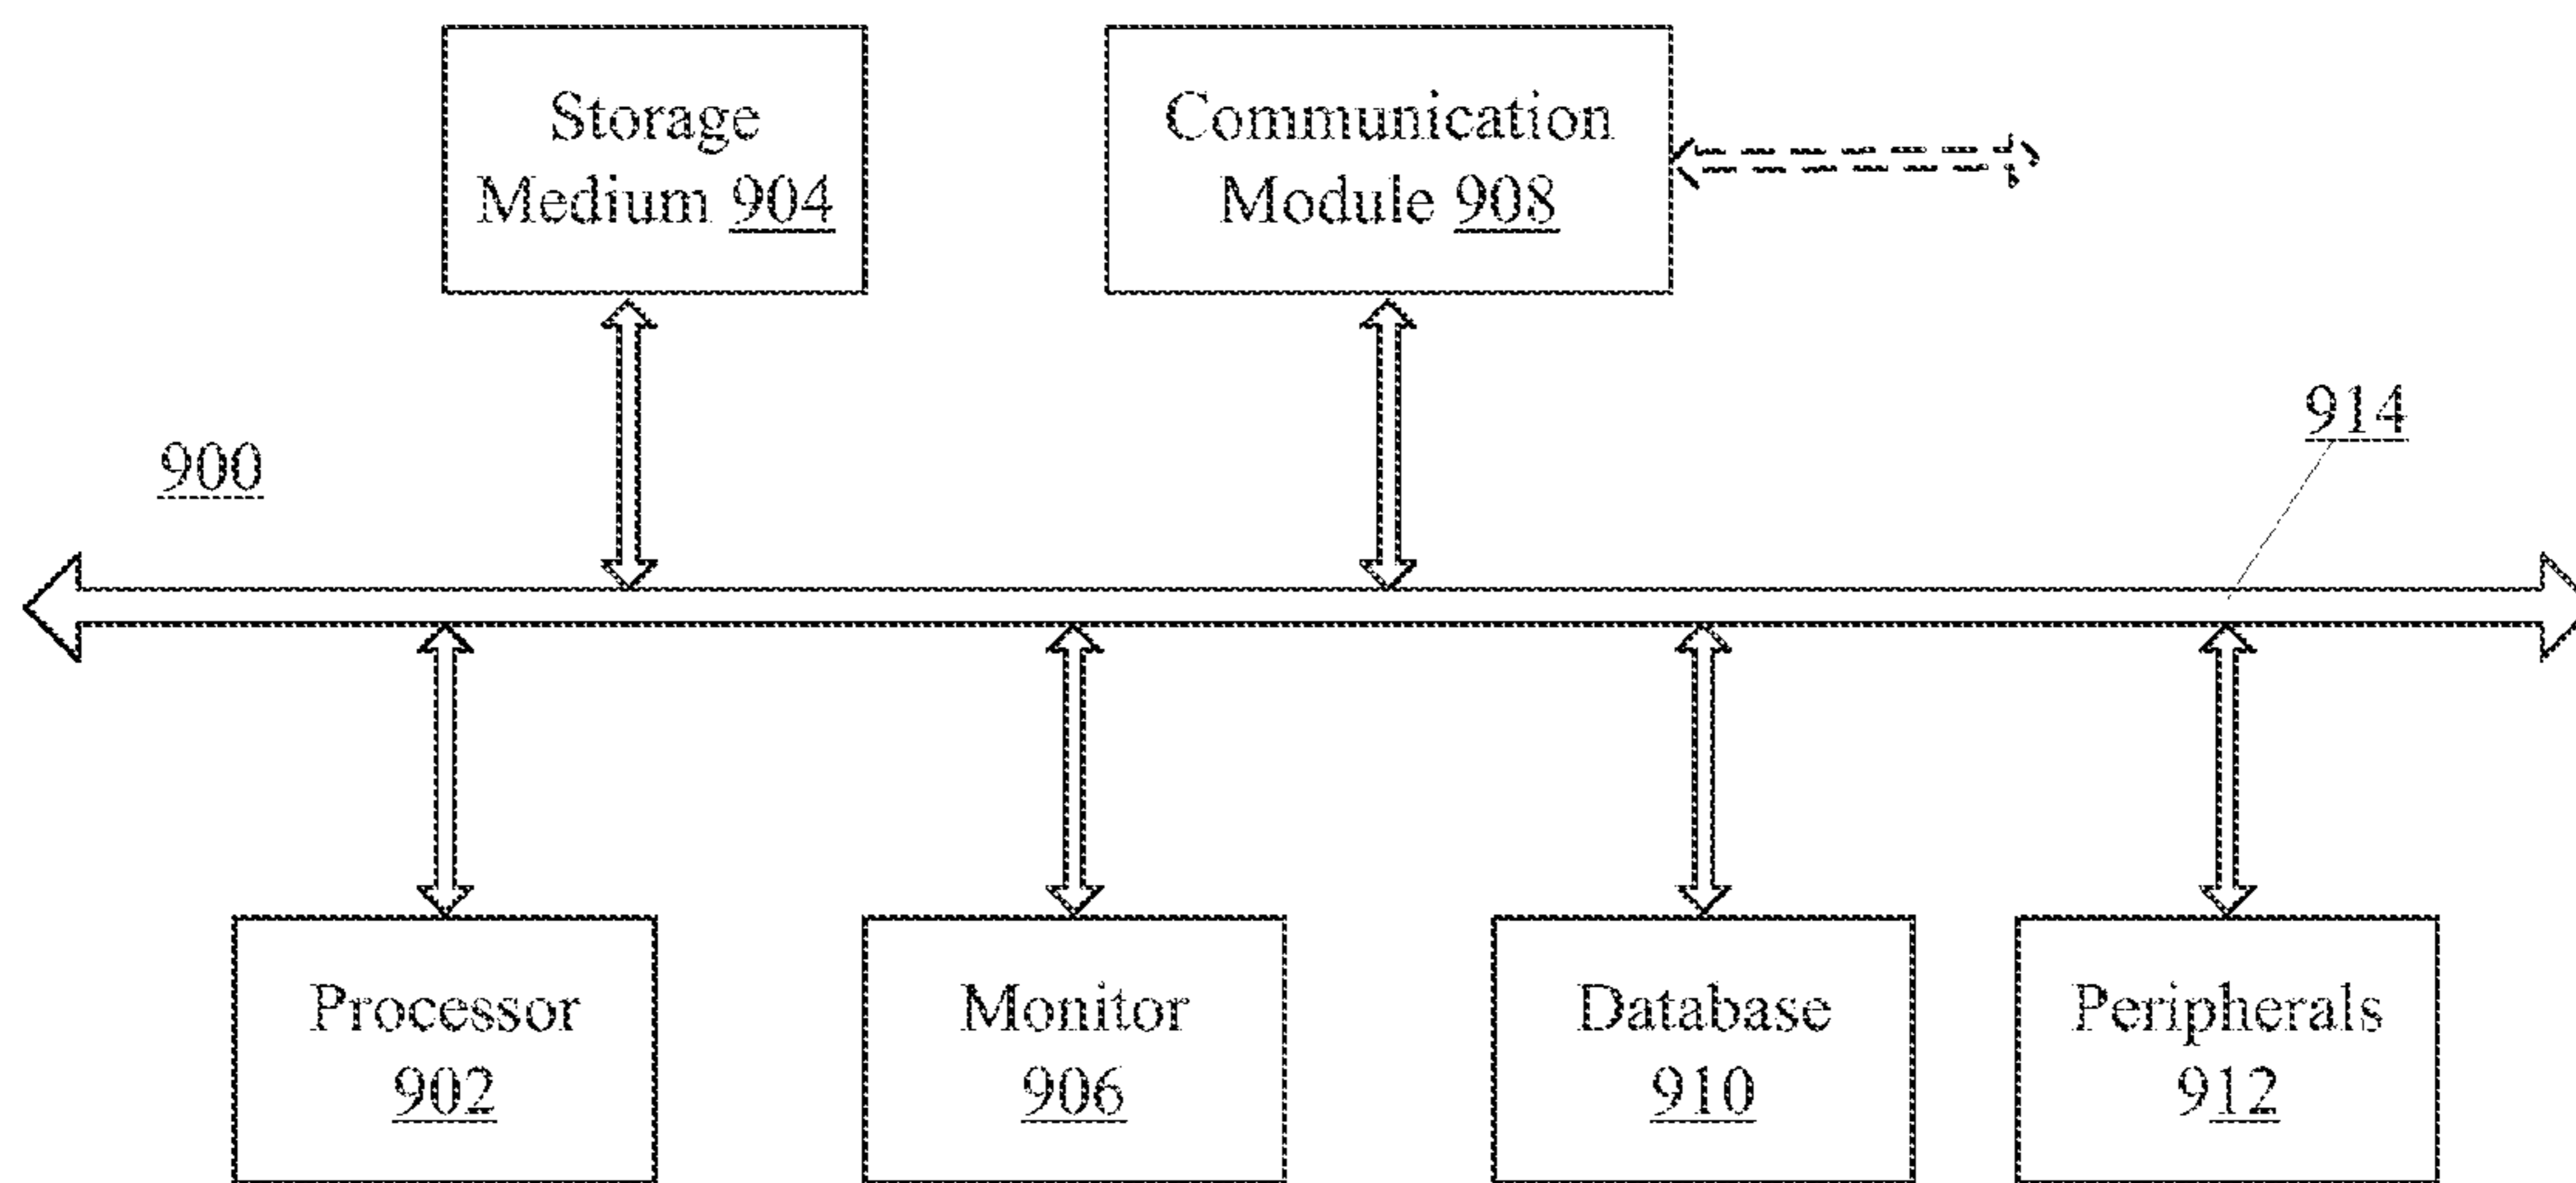 Storage
Medium 904
Communication
Module 908
900
914
Processor
902
Monitor
906
Database
910
Peripherals
912